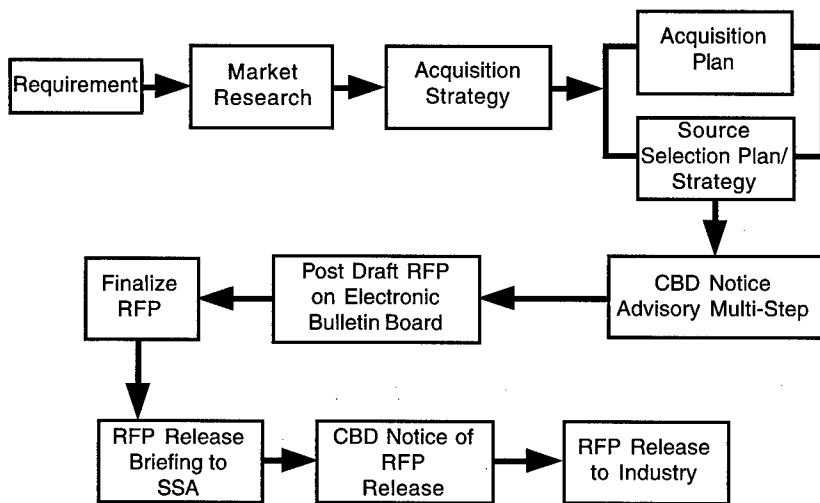 Requirement
Market
Research
Acquisition
Strategy
Acquisition
Plan
Source
Selection Plan/
Strategy
CBD Notice
Advisory Multi-Step
Post Draft RFP
on Electronic
Bulletin Board
Finalize
RFP
RFP Release
Briefing to
SSA
CBD Notice of
RFP
Release
RFP Release
to Industry